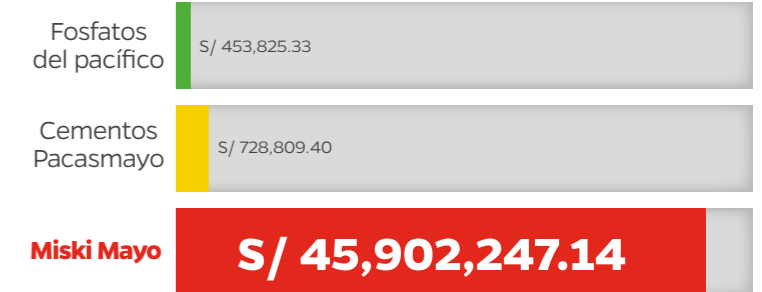 Fosfatos
del pacífico
S/ 453,825.33
Cementos
Pacasmayo
S/ 728,809.40
Miski Mayo
S/ 45,902,247.14